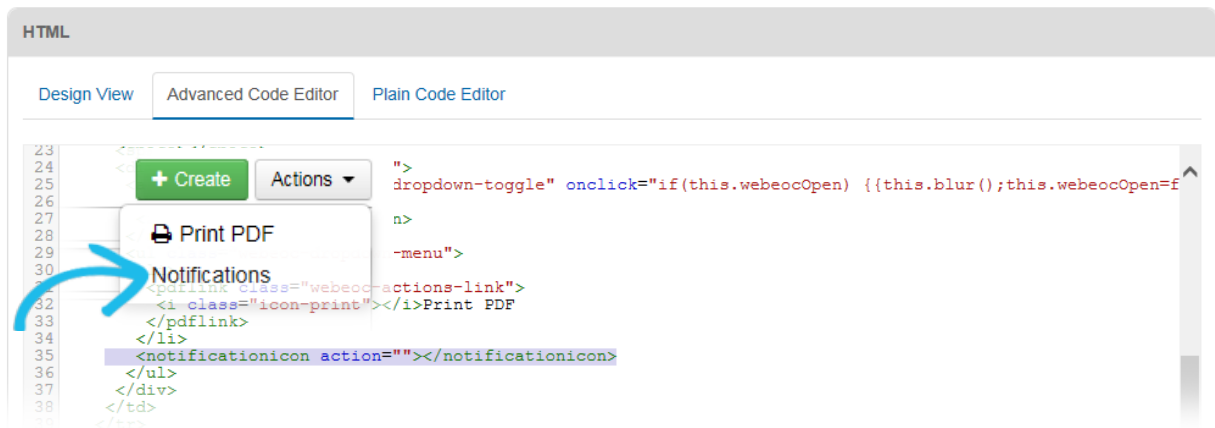 HTML
Design View Advanced Code Editor Plain Code Editor
23
24 ">
25 dropdown-toggle" onclick="if(this.webeocOpen) {{this.blur();this.webeocOpen=f
26
+ Create Actions
27 n>
28
Print PDF
29 -menu">
30
Notifications
<pdflink class="webeoc-actions-link">
32 <i class="icon-print"></i>Print PDF
33 </pdflink>
34 </li>
35 <notificationicon action=""></notificationicon>
36 </ul>
37 </div>
38 </td>
39 </tr>